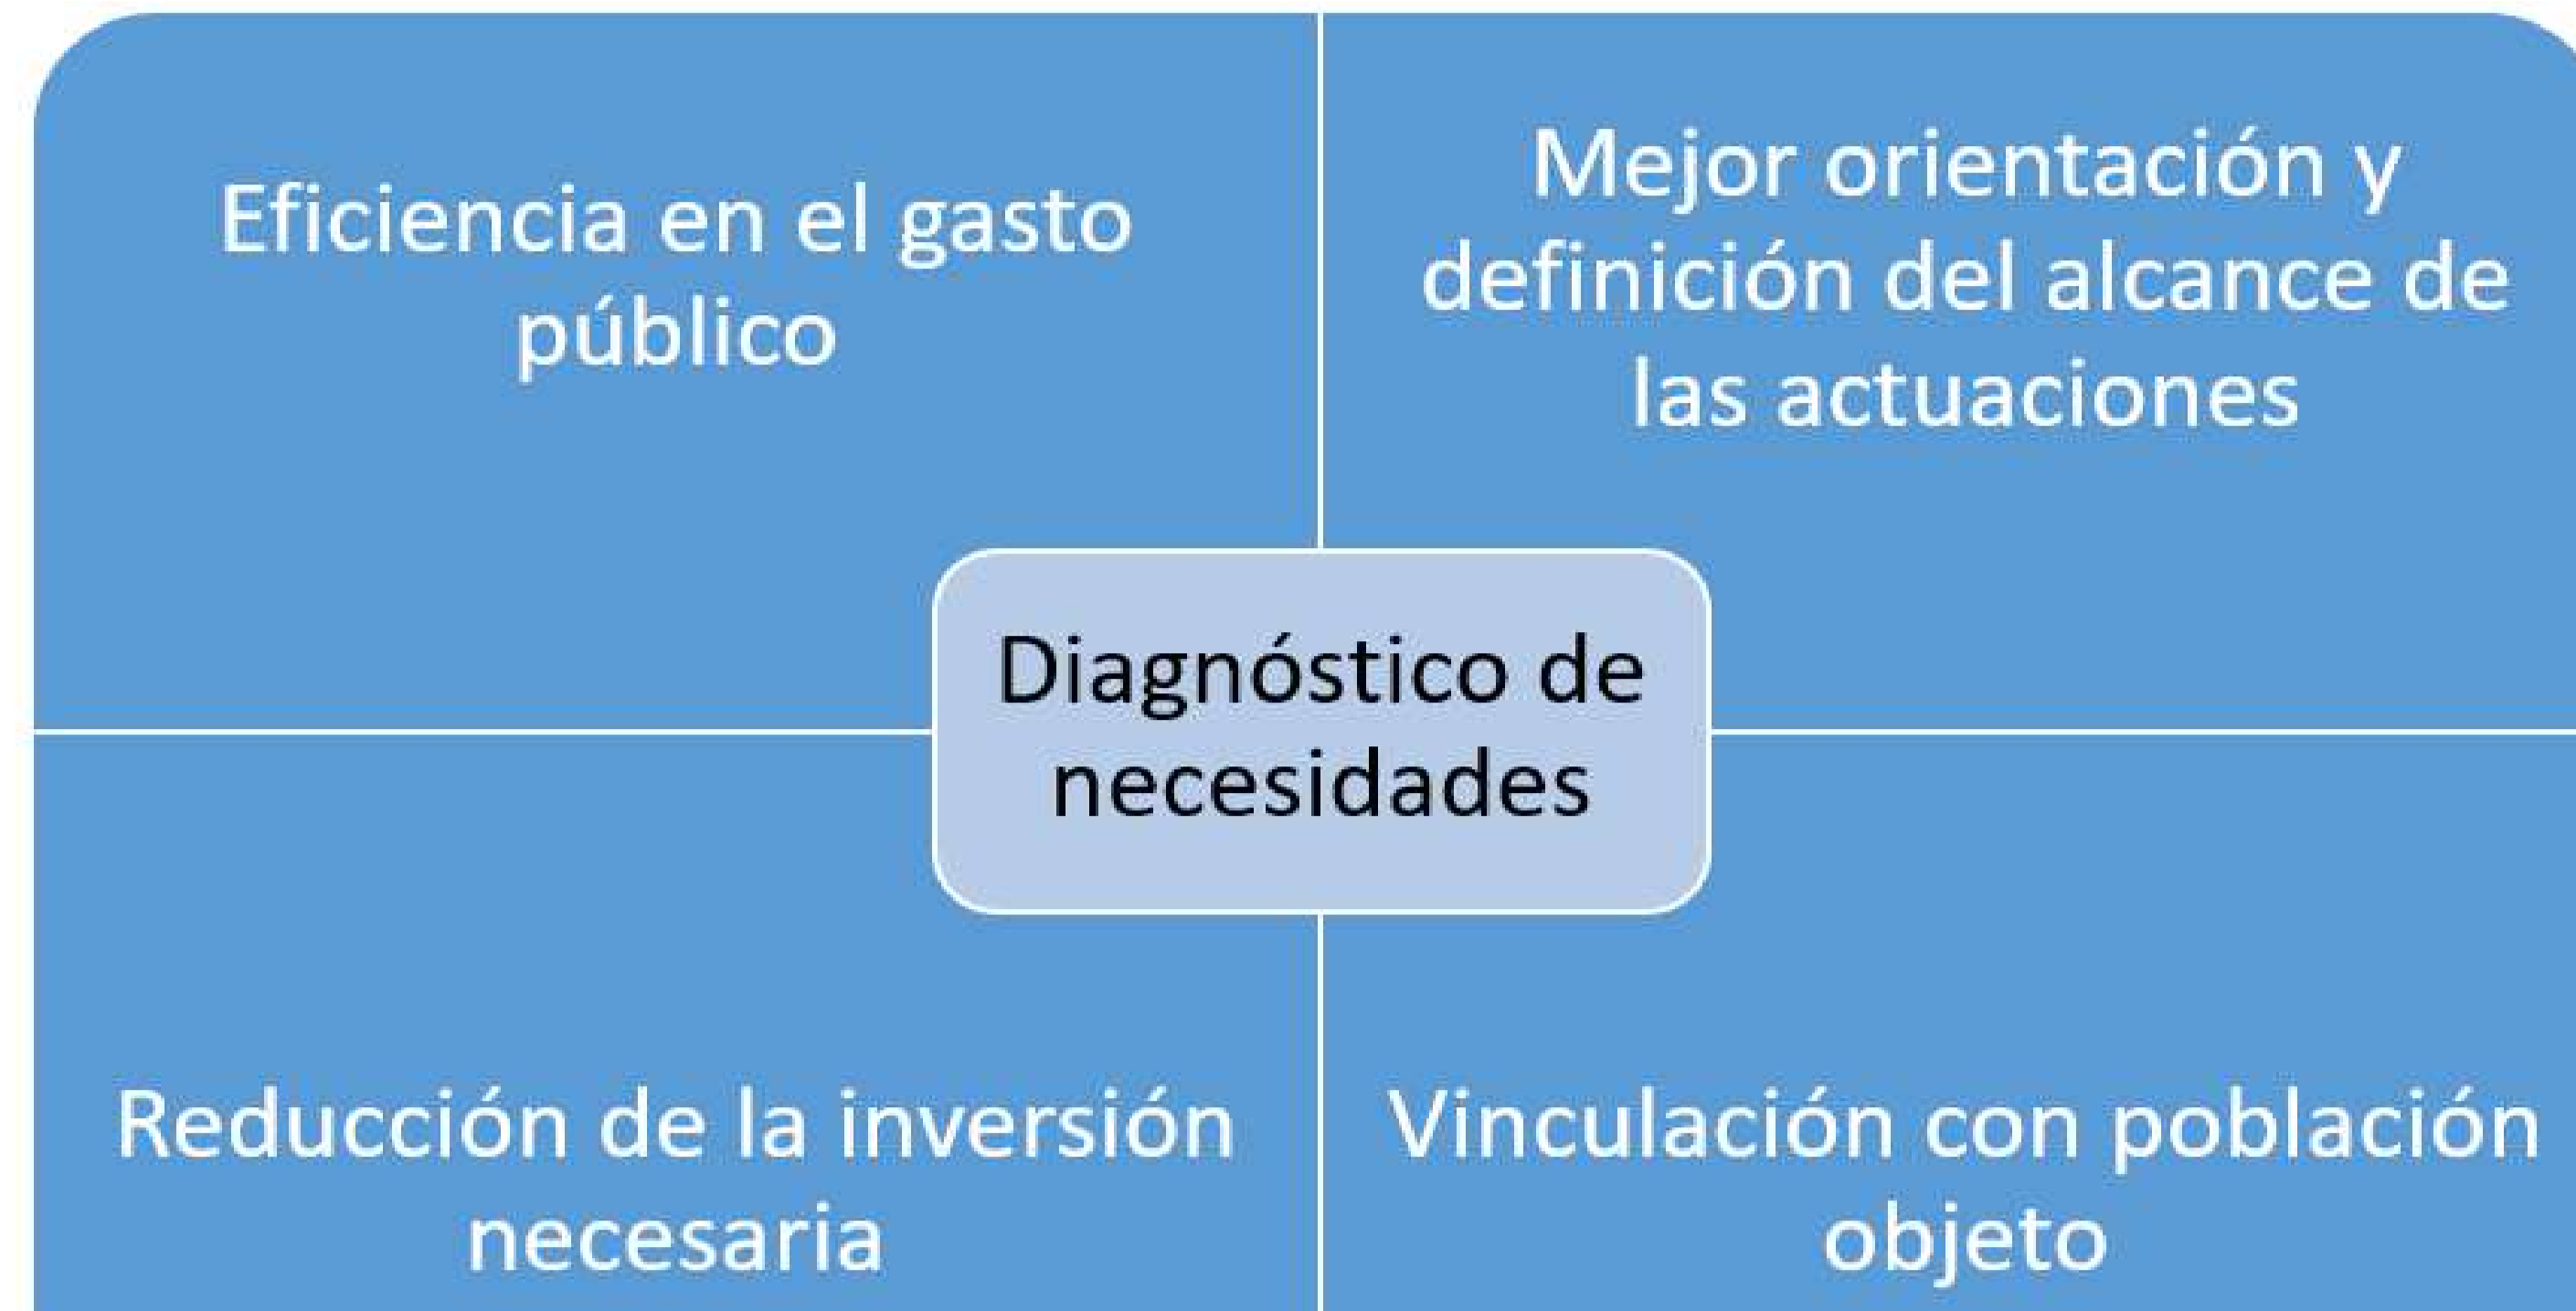 Eficiencia en el gasto
público
Mejor orientación y
definición del alcance de
las actuaciones
Diagnóstico de
necesidades
Reducción de la inversión
necesaria
Vinculación con población
objeto